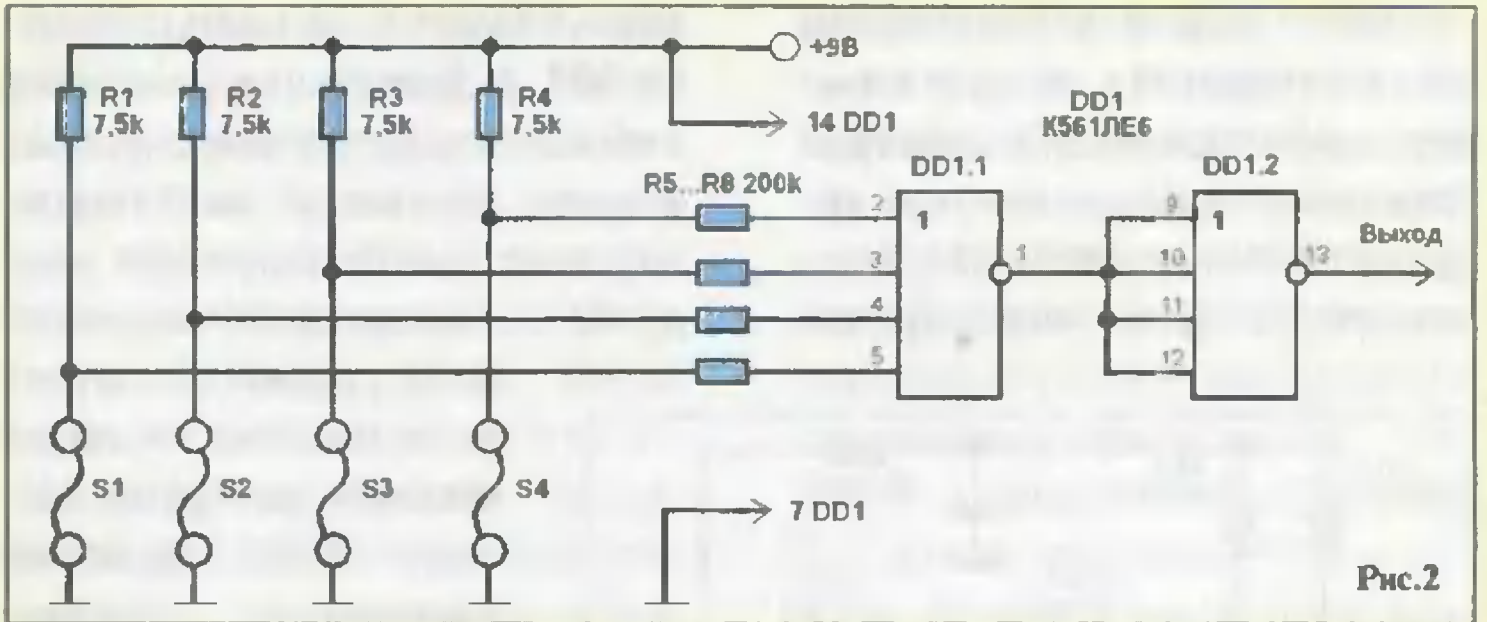 +9В
R1
7,5k
R2
7,5k
R3
7,5k
R4
7,5k
14 DD1
DD1
К561ЛЕ6
DD1.1
DD1.2
R5...R8 200k
2
1
3
4
5
1
9
1
10
11
12
13
Выход
S1
S2
S3
S4
7 DD1
Рис.2